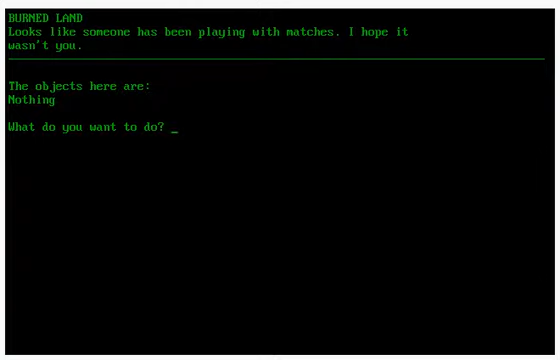 BURNED LAND
Looks like someone has been playing with matches. I hope it
wasn't you.
The objects here are:
Nothing
What do you want to do? _